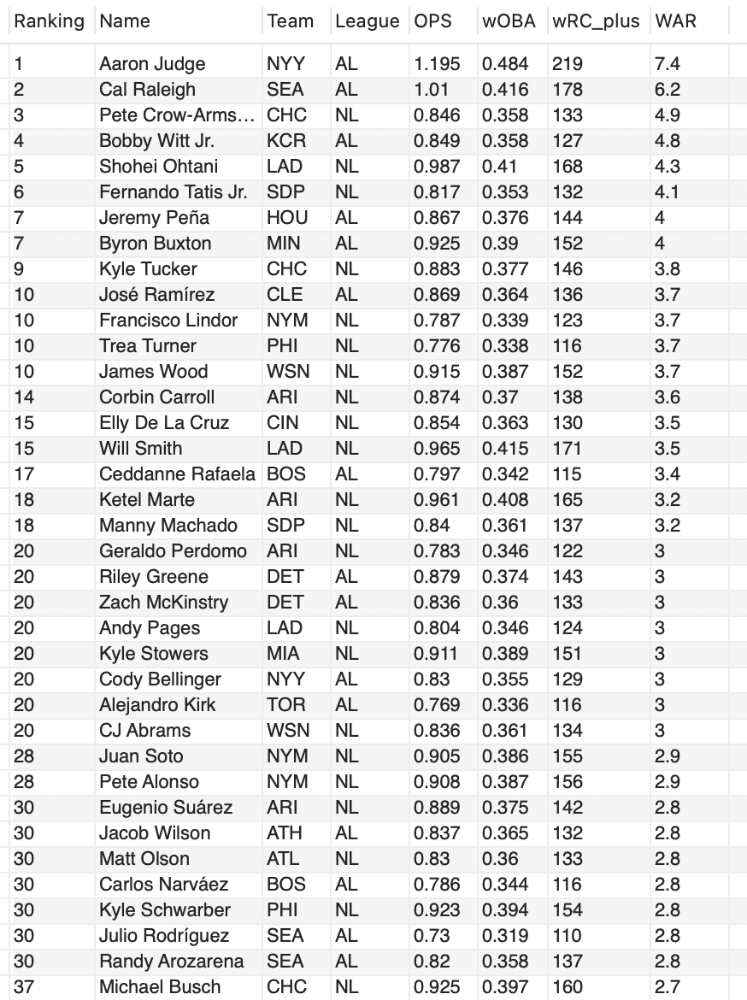 Ranking Name Team League OPS wOBA wRC_plus WAR
1 Aaron Judge NYY AL 1.195 0.484 219 7.4
2 Cal Raleigh SEA AL 1.01 0.416 178 6.2
3 Pete Crow-Arms... CHC NL 0.846 0.358 133 4.9
4 Bobby Witt Jr. KCR AL 0.849 0.358 127 4.8
5 Shohei Ohtani LAD NL 0.987 0.41 168 4.3
6 Fernando Tatis Jr. SDP NL 0.817 0.353 132 4.1
7 Jeremy Peña HOU AL 0.867 0.376 144 4
7 Byron Buxton MIN AL 0.925 0.39 152 4
9 Kyle Tucker CHC NL 0.883 0.377 146 3.8
10 José Ramírez CLE AL 0.869 0.364 136 3.7
10 Francisco Lindor NYM NL 0.787 0.339 123 3.7
10 Trea Turner PHI NL 0.776 0.338 116 3.7
10 James Wood WSN NL 0.915 0.387 152 3.7
14 Corbin Carroll ARI NL 0.874 0.37 138 3.6
15 Elly De La Cruz CIN NL 0.854 0.363 130 3.5
15 Will Smith LAD NL 0.965 0.415 171 3.5
17 Ceddanne Rafaela BOS AL 0.797 0.342 115 3.4
18 Ketel Marte ARI NL 0.961 0.408 165 3.2
18 Manny Machado SDP NL 0.84 0.361 137 3.2
20 Geraldo Perdomo ARI NL 0.783 0.346 122 3
20 Riley Greene DET AL 0.879 0.374 143 3
20 Zach McKinstry DET AL 0.836 0.36 133 3
20 Andy Pages LAD NL 0.804 0.346 124 3
20 Kyle Stowers MIA NL 0.911 0.389 151 3
20 Cody Bellinger NYY AL 0.83 0.355 129 3
20 Alejandro Kirk TOR AL 0.769 0.336 116 3
20 CJ Abrams WSN NL 0.836 0.361 134 3
28 Juan Soto NYM NL 0.905 0.386 155 2.9
28 Pete Alonso NYM NL 0.908 0.387 156 2.9
30 Eugenio Suárez ARI NL 0.889 0.375 142 2.8
30 Jacob Wilson ATH AL 0.837 0.365 132 2.8
30 Matt Olson ATL NL 0.83 0.36 133 2.8
30 Carlos Narváez BOS AL 0.786 0.344 116 2.8
30 Kyle Schwarber PHI NL 0.923 0.394 154 2.8
30 Julio Rodríguez SEA AL 0.73 0.319 110 2.8
30 Randy Arozarena SEA AL 0.82 0.358 137 2.8
37 Michael Busch CHC NL 0.925 0.397 160 2.7